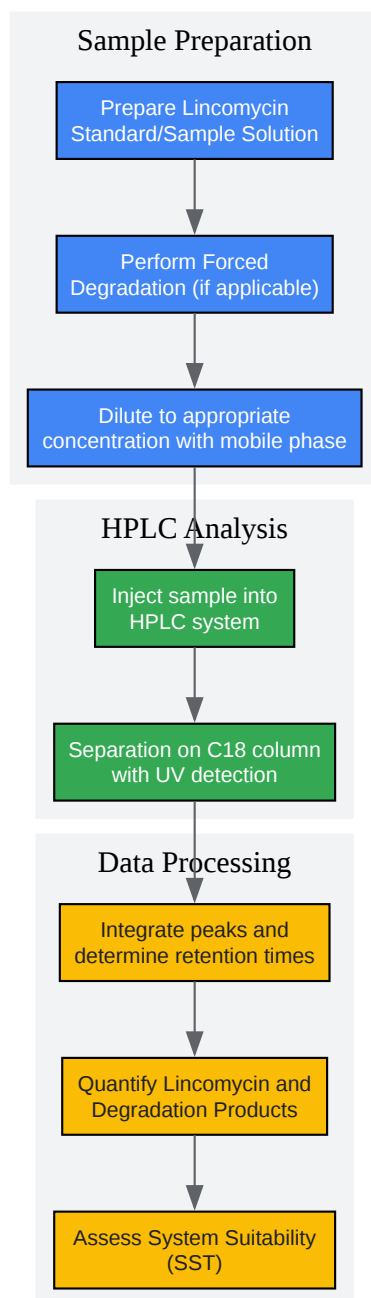 Sample Preparation
Prepare Lincomycin
Standard/Sample Solution
Perform Forced
Degradation (if applicable)
Dilute to appropriate
concentration with mobile phase
HPLC Analysis
Inject sample into
HPLC system
Separation on C18 column
with UV detection
Data Processing
Integrate peaks and
determine retention times
Quantify Lincomycin and
Degradation Products
Assess System Suitability
(SST)